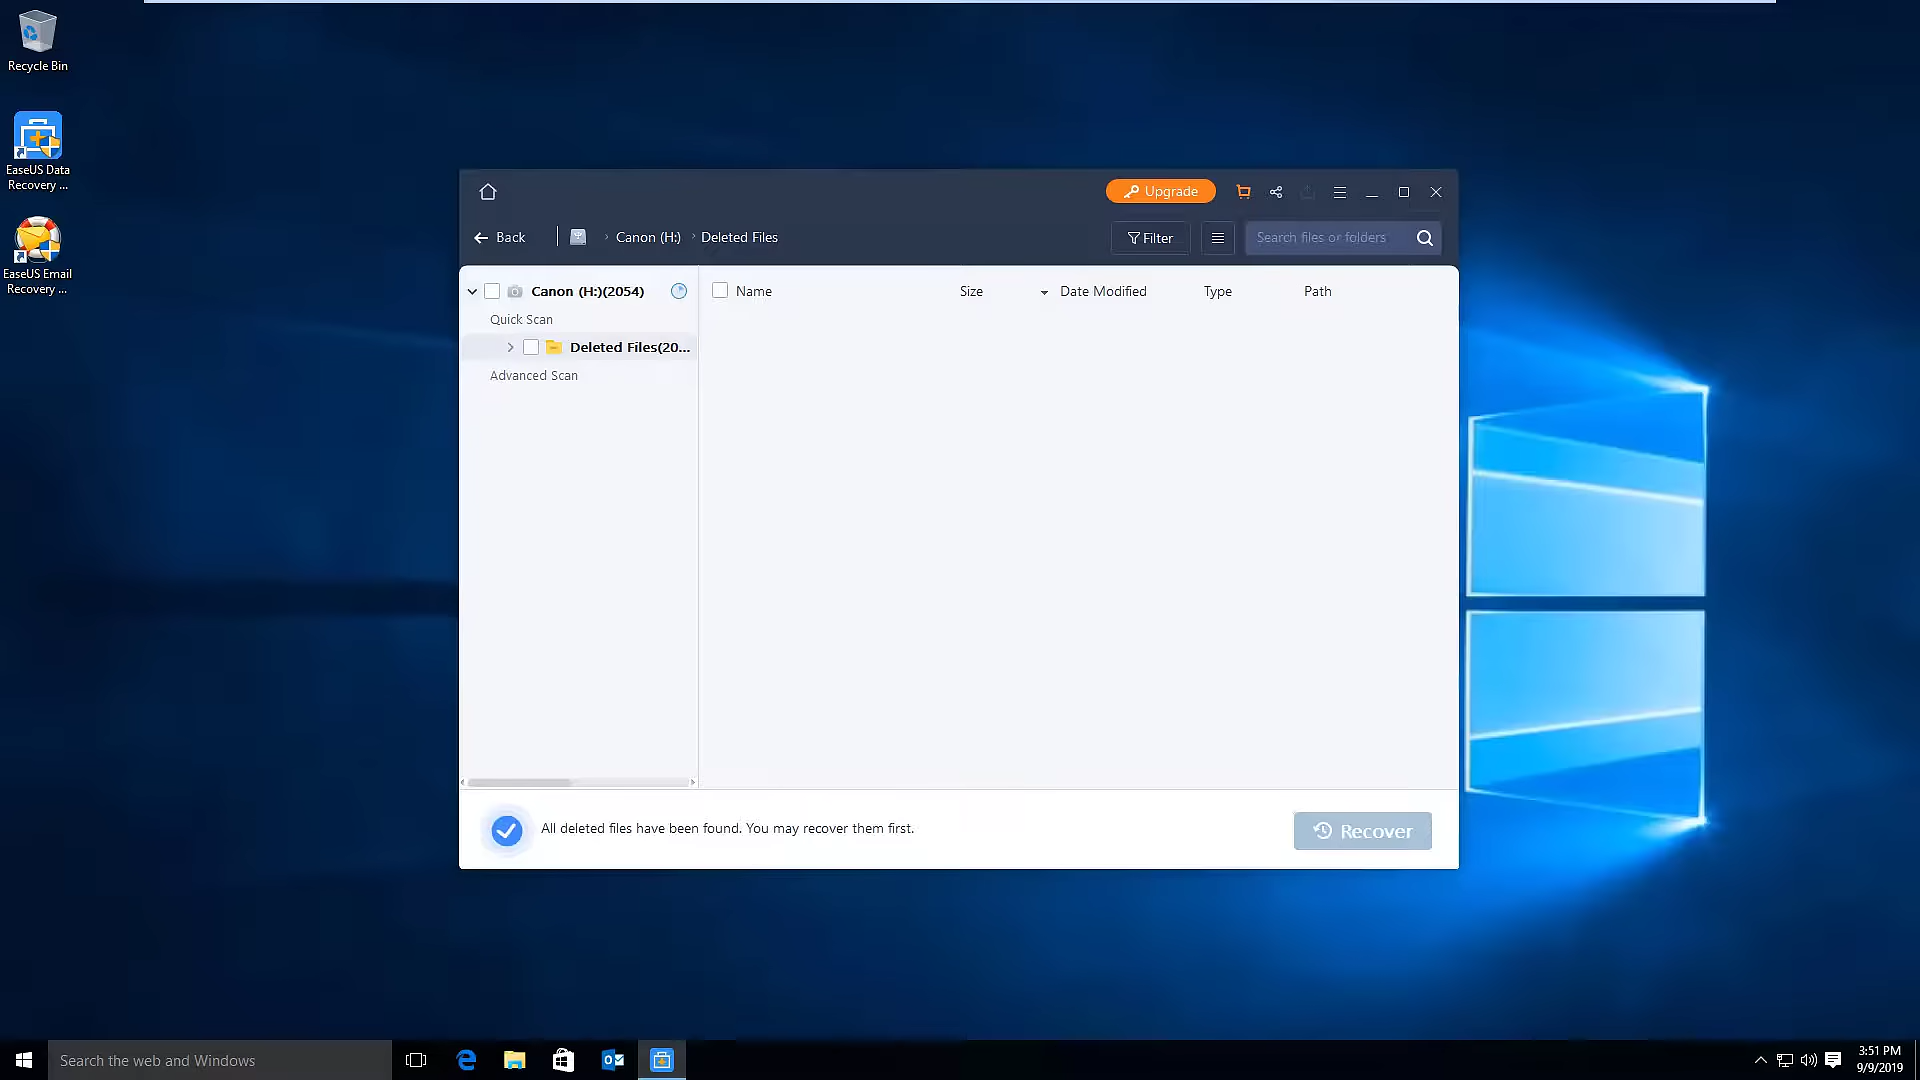 Recycle Bin
EaseUS Data
Recovery ...
EaseUS Email
Recovery ...
Upgrade
Back
Canon (H:)
Deleted Files
Filter
Search files or folders
Canon (H:)(2054)
Quick Scan
Deleted Files(20...
Advanced Scan
Name
Size
Date Modified
Type
Path
All deleted files have been found. You may recover them first.
Recover
Search the web and Windows
3:51 PM
9/9/2019